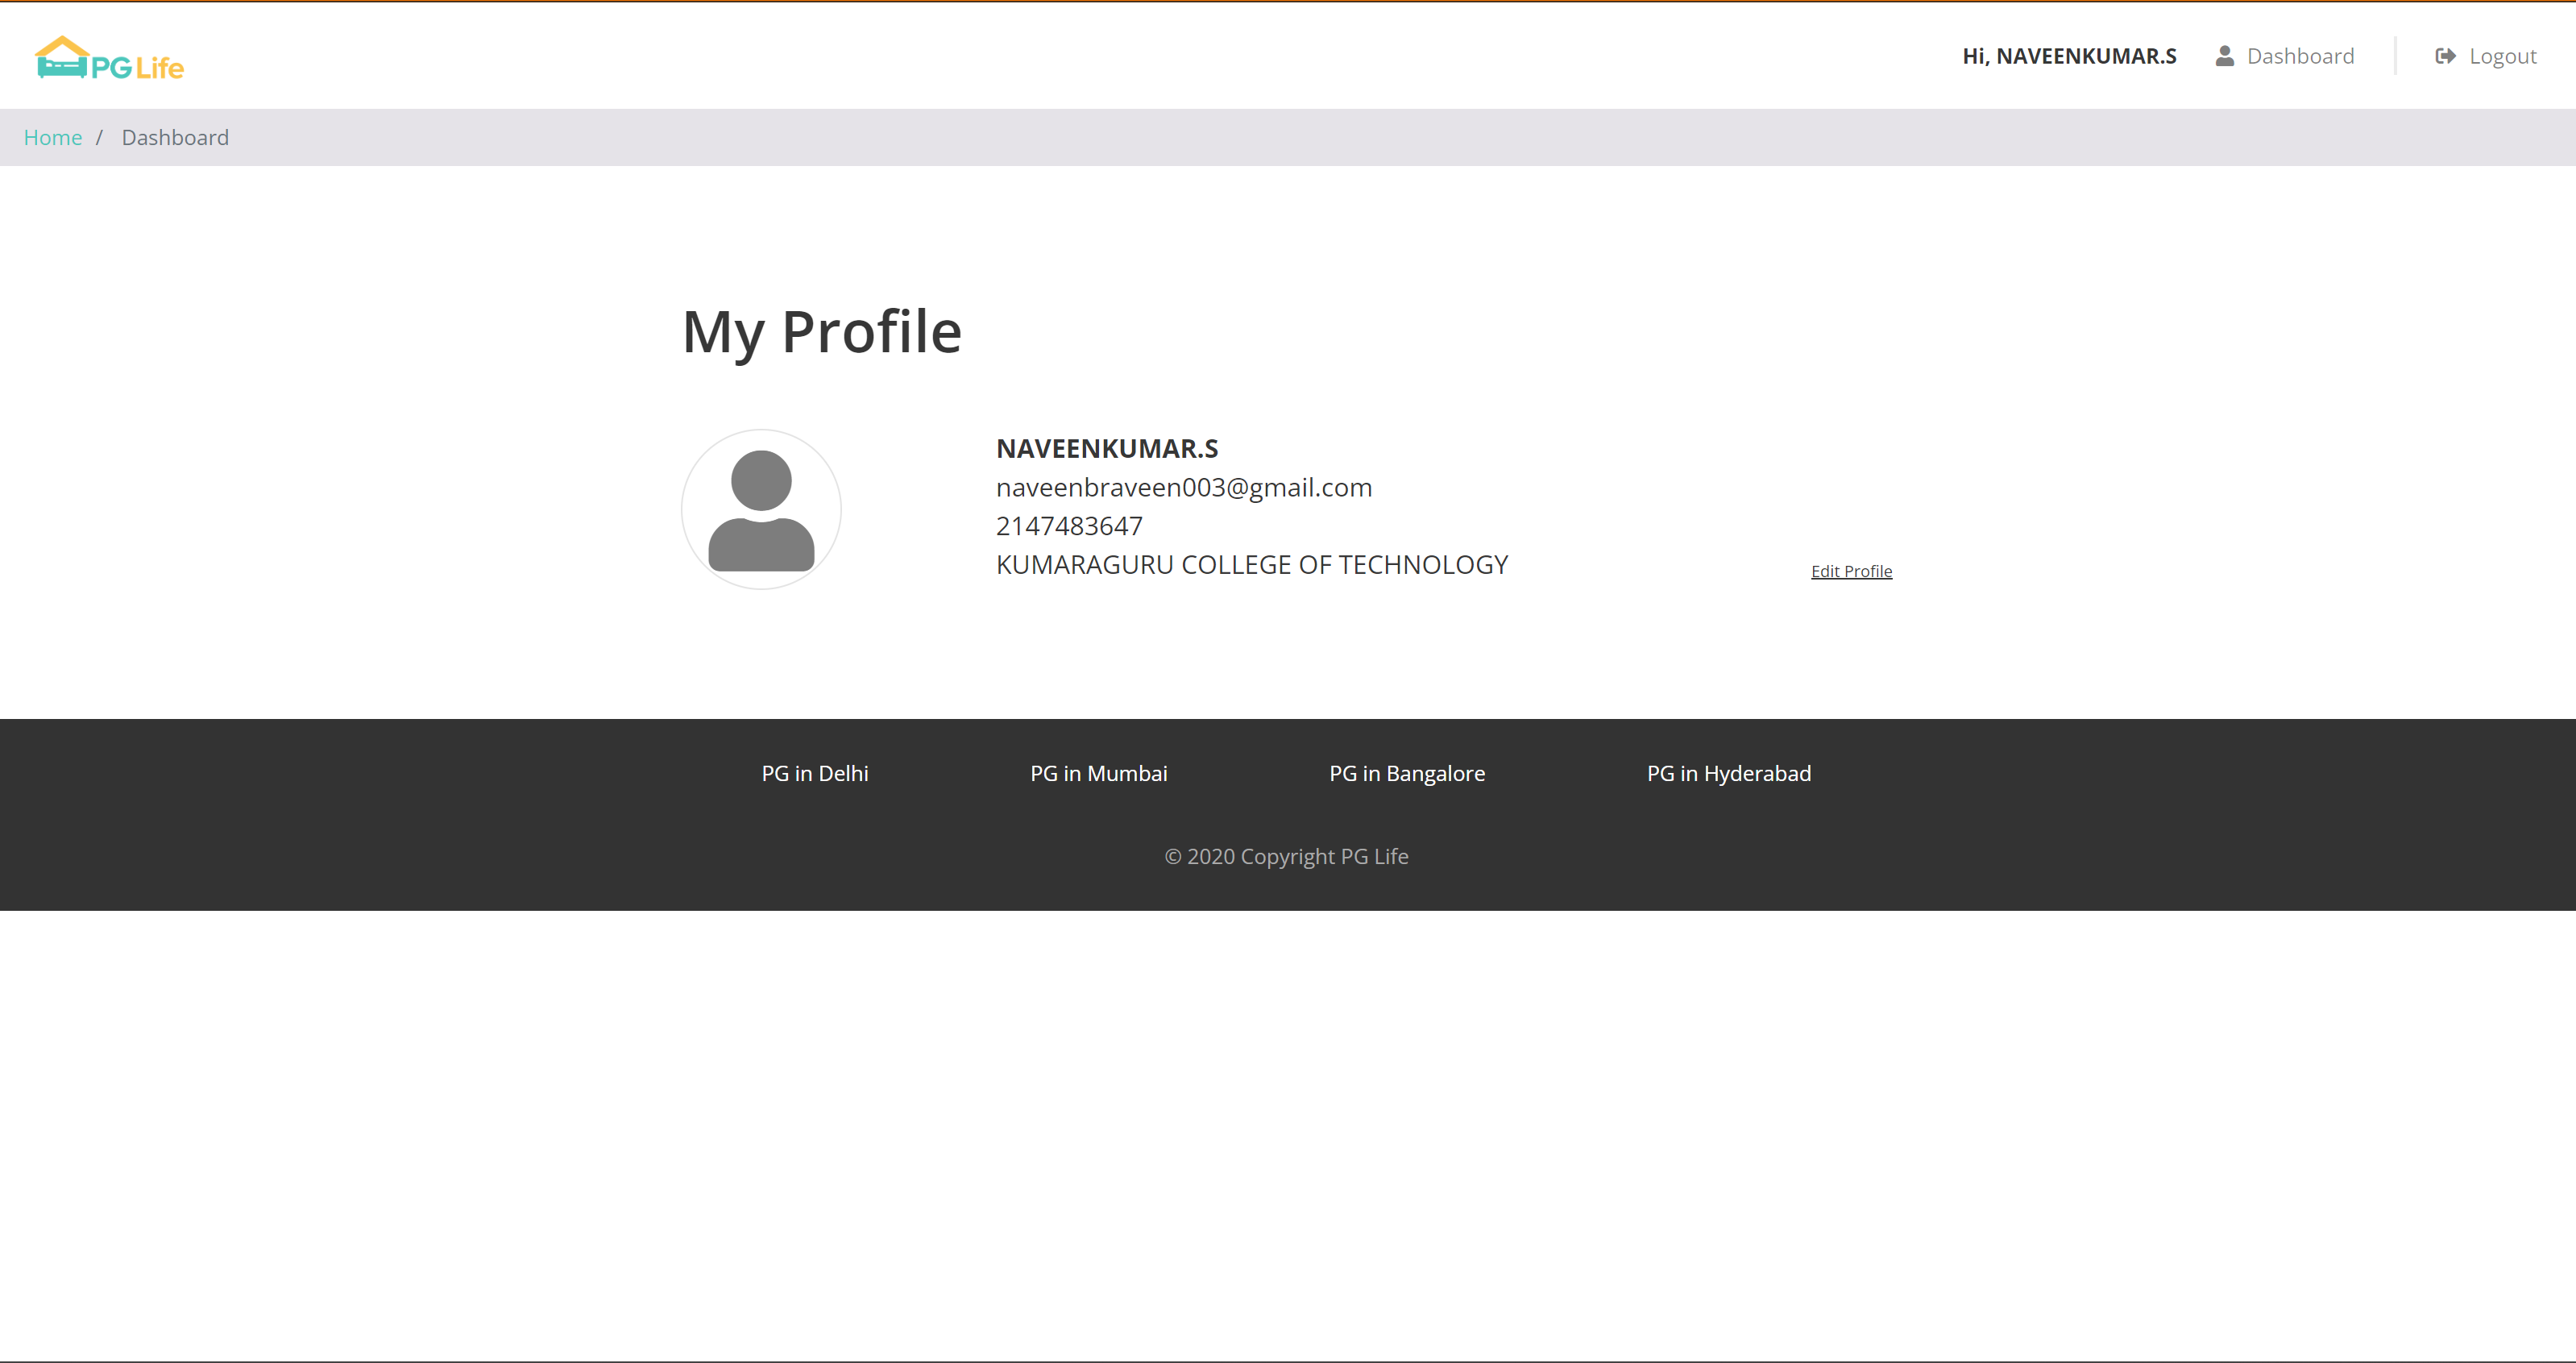 PG Life
Hi, NAVEENKUMAR.S Dashboard Logout
Home / Dashboard
My Profile
NAVEENKUMAR.S
naveenbraveen003@gmail.com
2147483647
KUMARAGURU COLLEGE OF TECHNOLOGY
Edit Profile
PG in Delhi PG in Mumbai PG in Bangalore PG in Hyderabad
© 2020 Copyright PG Life